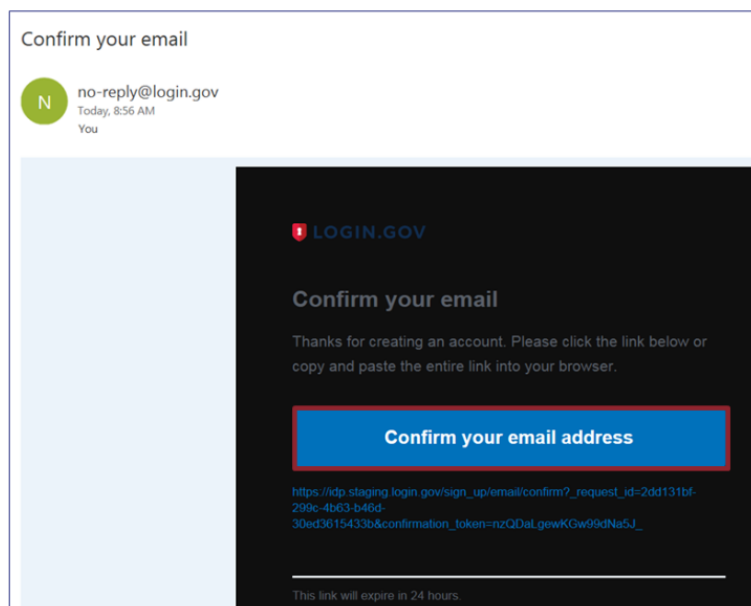 Confirm your email
N
no-reply@login.gov
Today, 8:56 AM
You
LOGIN.GOV
Confirm your email
Thanks for creating an account. Please click the link below or
copy and paste the entire link into your browser.
Confirm your email address
https://idp.staging.login.gov/sign_up/email/confirm?_request_id=2dd131bf-
299c-4b63-b46d-
30ed3615433b&confirmation_token=nzQDaLgewKGw99dNa5J_
This link will expire in 24 hours.